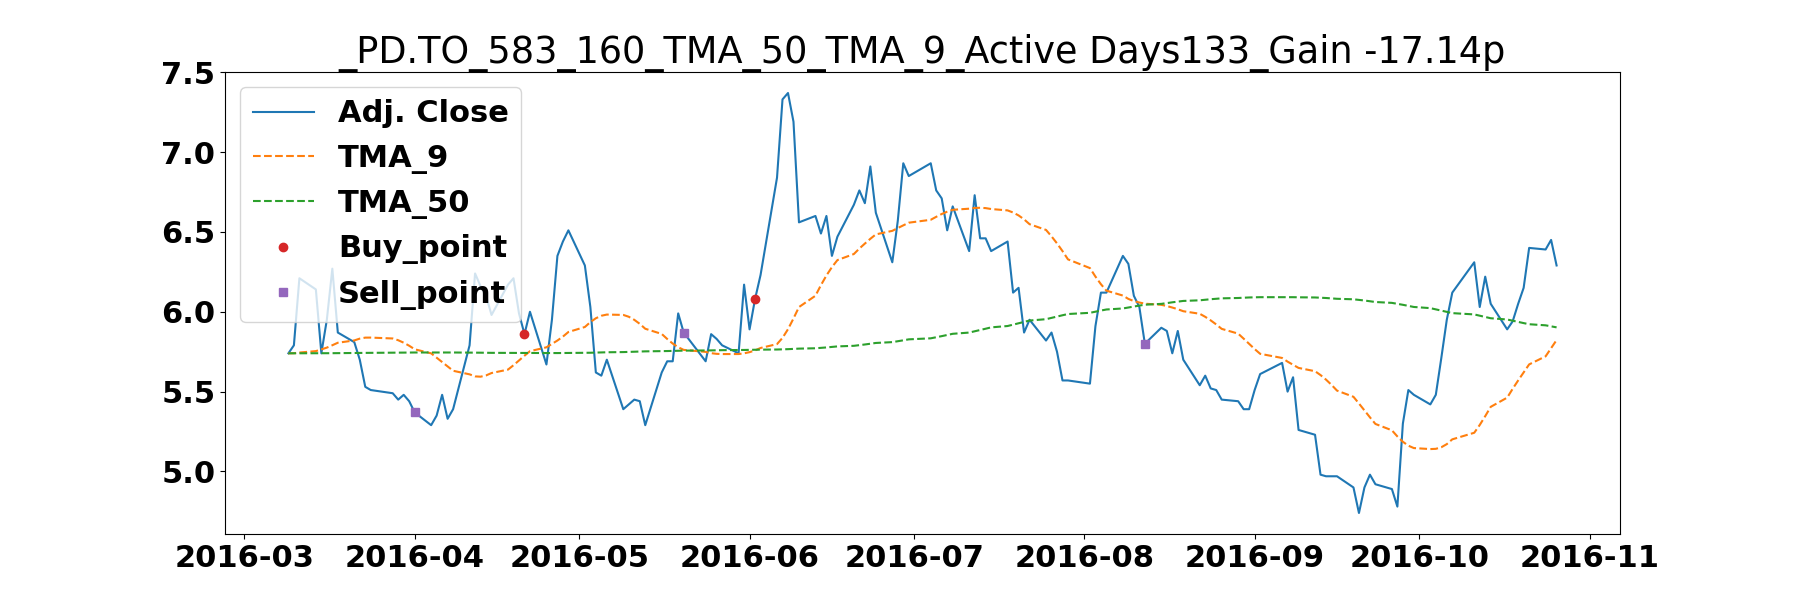 _PD.TO_583_160_TMA_50_TMA_9_Active Days133_Gain -17.14p
7.5
7.0
6.5
6.0
5.5
5.0
Adj. Close
TMA_9
TMA_50
Buy_point
Sell_point
2016-03 2016-04 2016-05 2016-06 2016-07 2016-08 2016-09 2016-10 2016-11